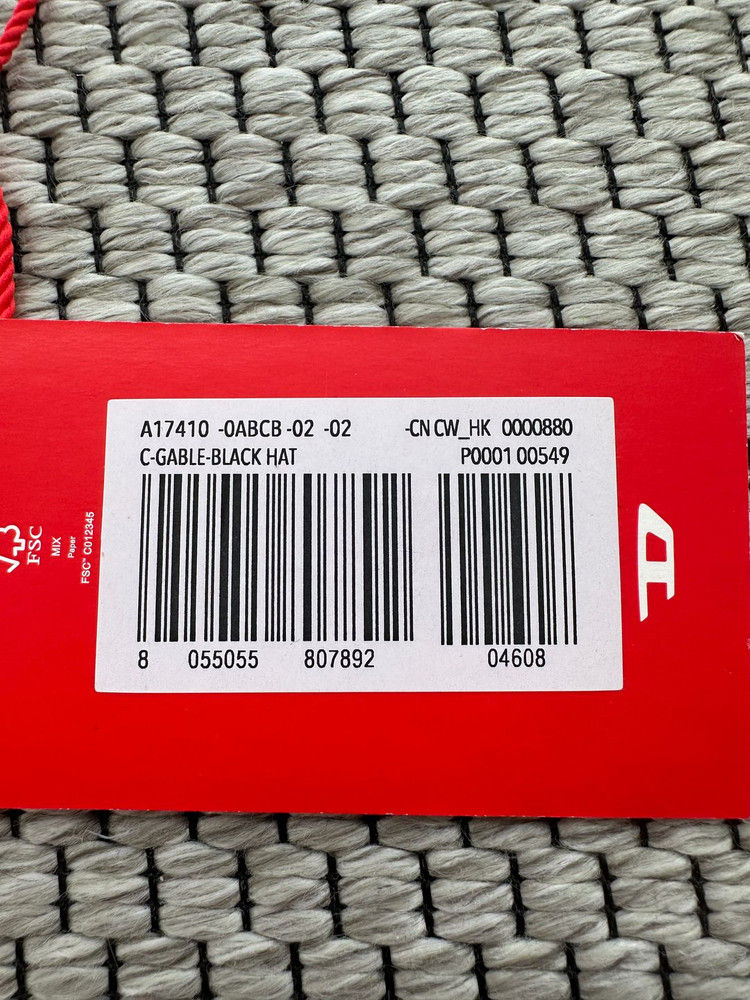 A17410 -0ABCB -02 -02 -CN CW_HK 0000880
C-GABLE-BLACK HAT P0001 00549
8 055055 807892 04608
FSC
MIX
Paper
FSC™ C012345
D